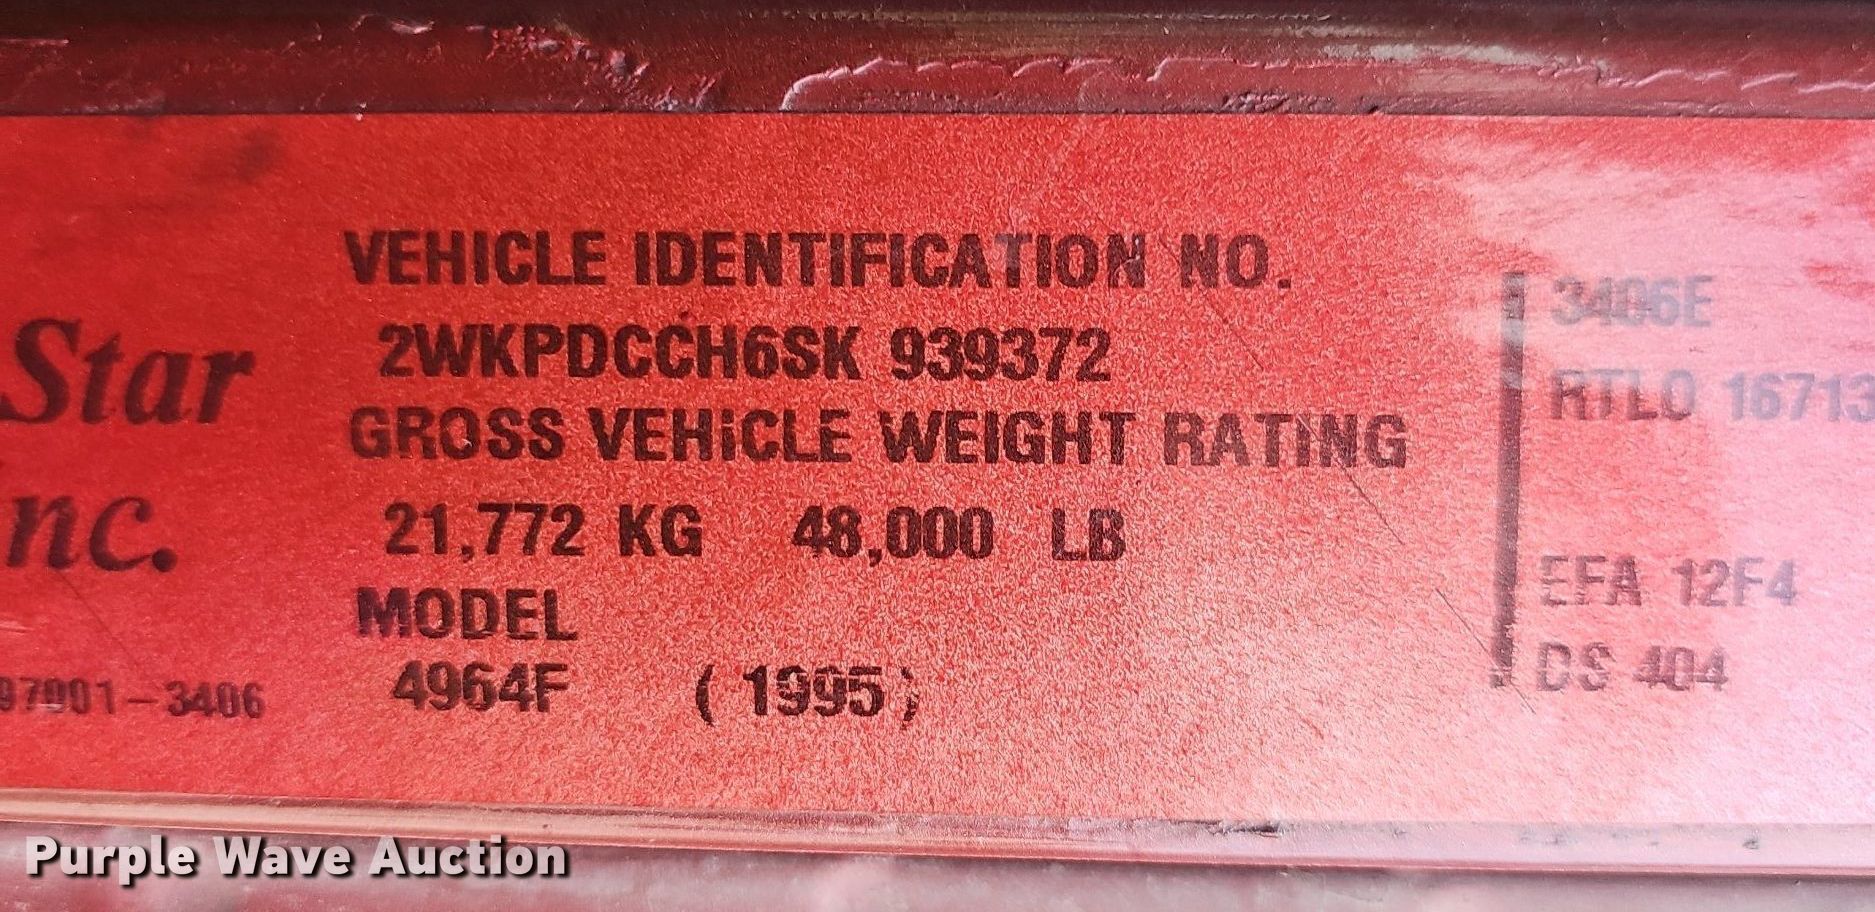 Star
nc.
97001-3406
VEHICLE IDENTIFICATION NO.
2WKPDCCH6SK 939372
GROSS VEHiCLE WEIGHT RATING
21,772 KG 48,000 LB
MODEL
4964F (1995)
3406E
RTLO 16713
EFA 12F4
DS 404
Purple Wave Auction